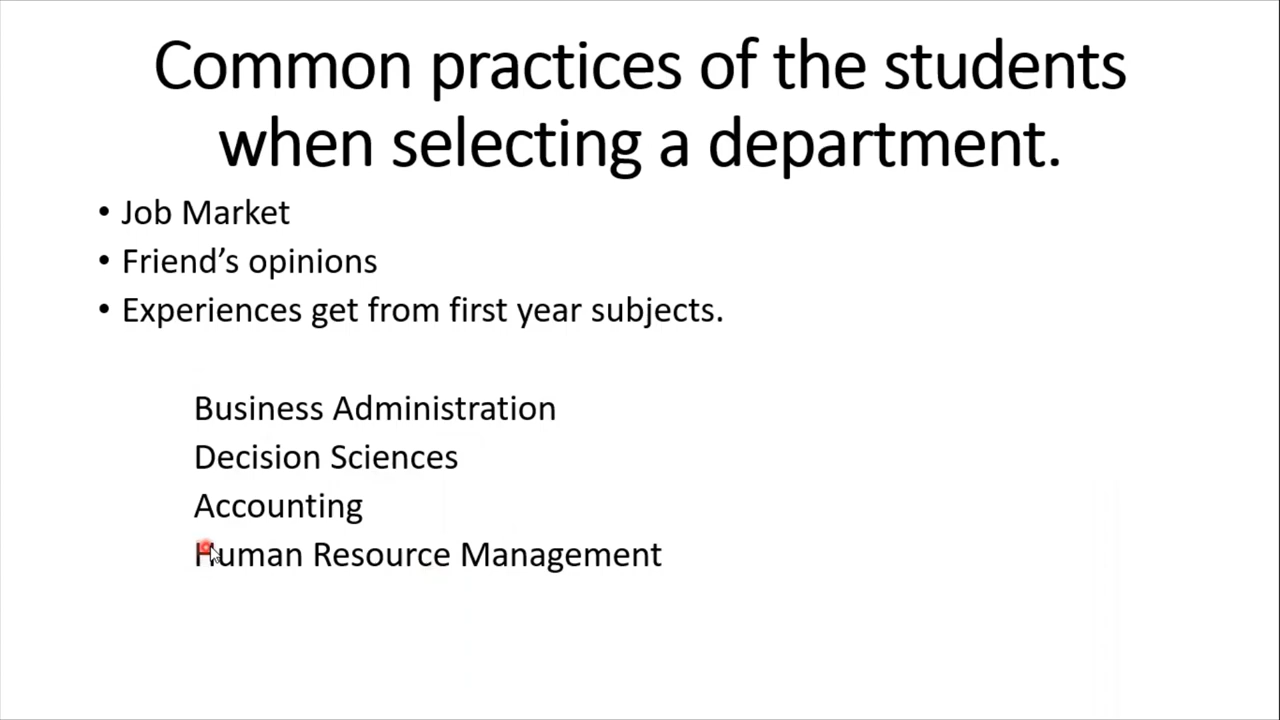 Common practices of the students
when selecting a department.
• Job Market
• Friend’s opinions
• Experiences get from first year subjects.
Business Administration
Decision Sciences
Accounting
Human Resource Management